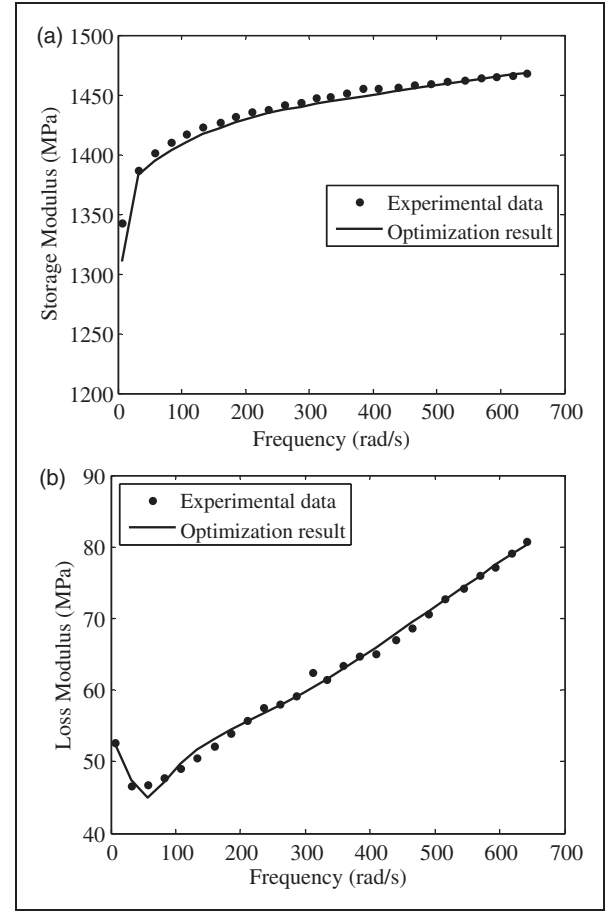 (a)
1500
1450
1400
1350
1300
1250
1200
Storage Modulus (MPa)
Experimental data
Optimization result
0 100 200 300 400 500 600 700
Frequency (rad/s)
(b)
90
80
70
60
50
40
Loss Modulus (MPa)
Experimental data
Optimization result
0 100 200 300 400 500 600 700
Frequency (rad/s)